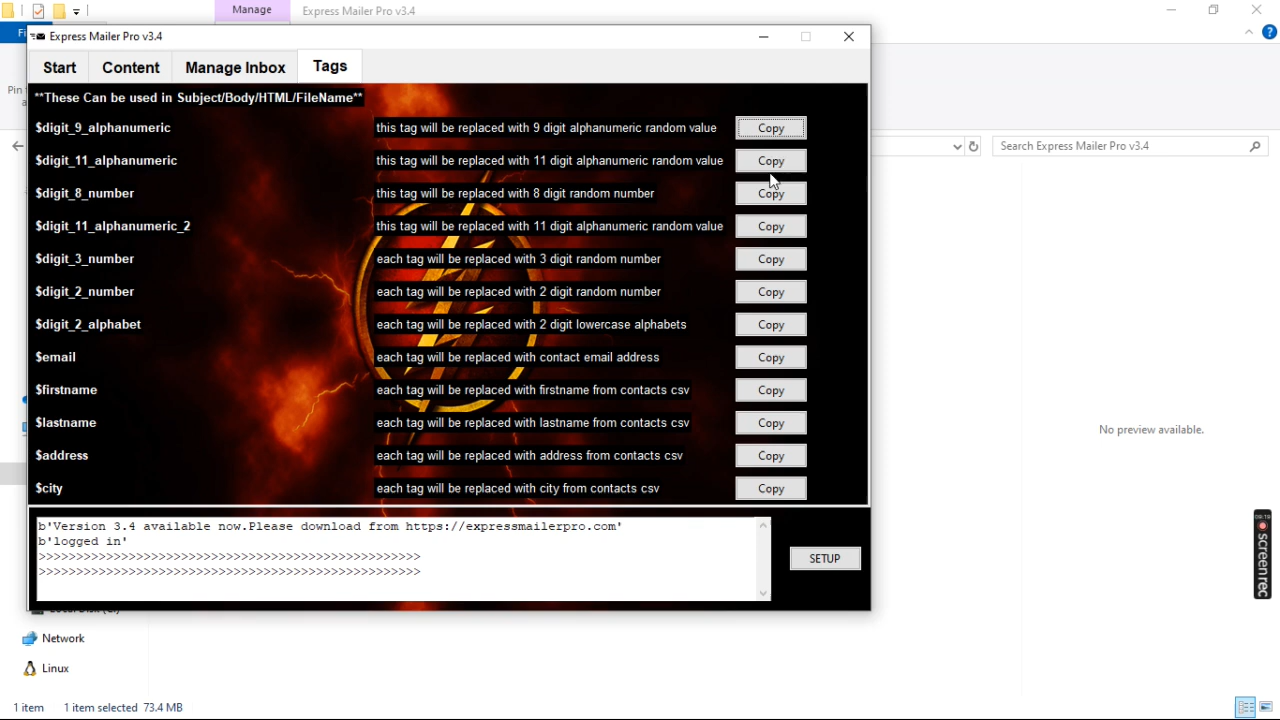 Manage
Express Mailer Pro v3.4
Express Mailer Pro v3.4
Start
Content
Manage Inbox
Tags
**These Can be used in Subject/Body/HTML/FileName**
$digit_9_alphanumeric this tag will be replaced with 9 digit alphanumeric random value Copy
$digit_11_alphanumeric this tag will be replaced with 11 digit alphanumeric random value Copy
$digit_8_number this tag will be replaced with 8 digit random number Copy
$digit_11_alphanumeric_2 this tag will be replaced with 11 digit alphanumeric random value Copy
$digit_3_number each tag will be replaced with 3 digit random number Copy
$digit_2_number each tag will be replaced with 2 digit random number Copy
$digit_2_alphabet each tag will be replaced with 2 digit lowercase alphabets Copy
$email each tag will be replaced with contact email address Copy
$firstname each tag will be replaced with firstname from contacts csv Copy
$lastname each tag will be replaced with lastname from contacts csv Copy
$address each tag will be replaced with address from contacts csv Copy
$city each tag will be replaced with city from contacts csv Copy
b'Version 3.4 available now.Please download from https://expressmailerpro.com'
b'logged in'
>>>>>>>>>>>>>>>>>>>>>>>>>>>>>>>>>>>>>>>>>>>>>>>>>>>
>>>>>>>>>>>>>>>>>>>>>>>>>>>>>>>>>>>>>>>>>>>>>>>>>>>
SETUP
Search Express Mailer Pro v3.4
No preview available.
screenrec
Network
Linux
1 item 1 item selected 73.4 MB